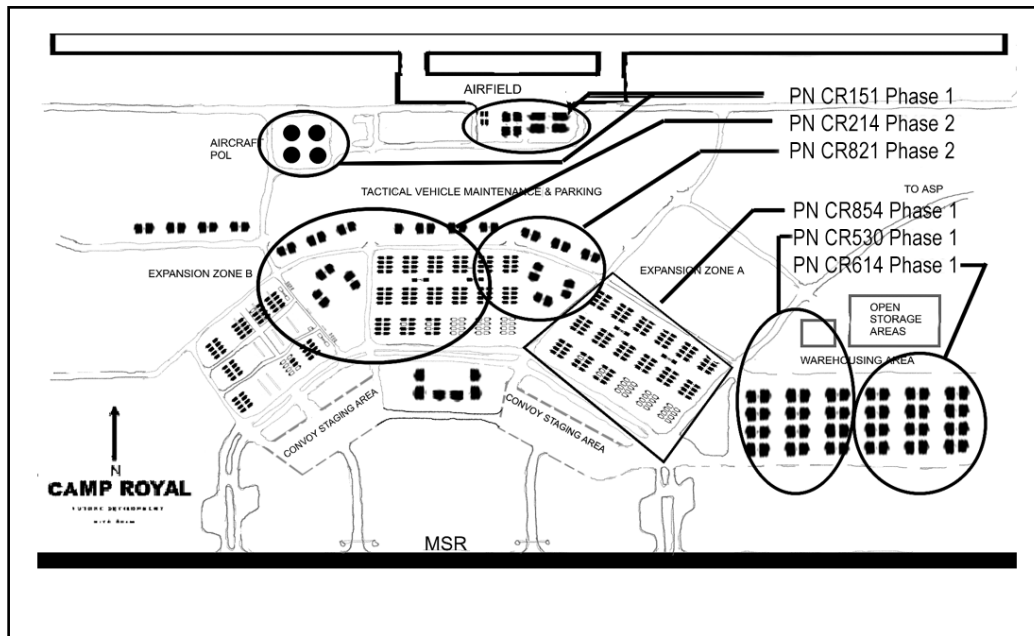 AIRFIELD
PN CR151 Phase 1
PN CR214 Phase 2
PN CR821 Phase 2
AIRCRAFT
POL
TACTICAL VEHICLE MAINTENANCE & PARKING
TO ASP
PN CR854 Phase 1
PN CR530 Phase 1
PN CR614 Phase 1
EXPANSION ZONE B
EXPANSION ZONE A
OPEN
STORAGE
AREAS
WAREHOUSING AREA
CONVOY STAGING AREA
CONVOY STAGING AREA
N
CAMP ROYAL
FUTURE DEVELOPMENT
MSR